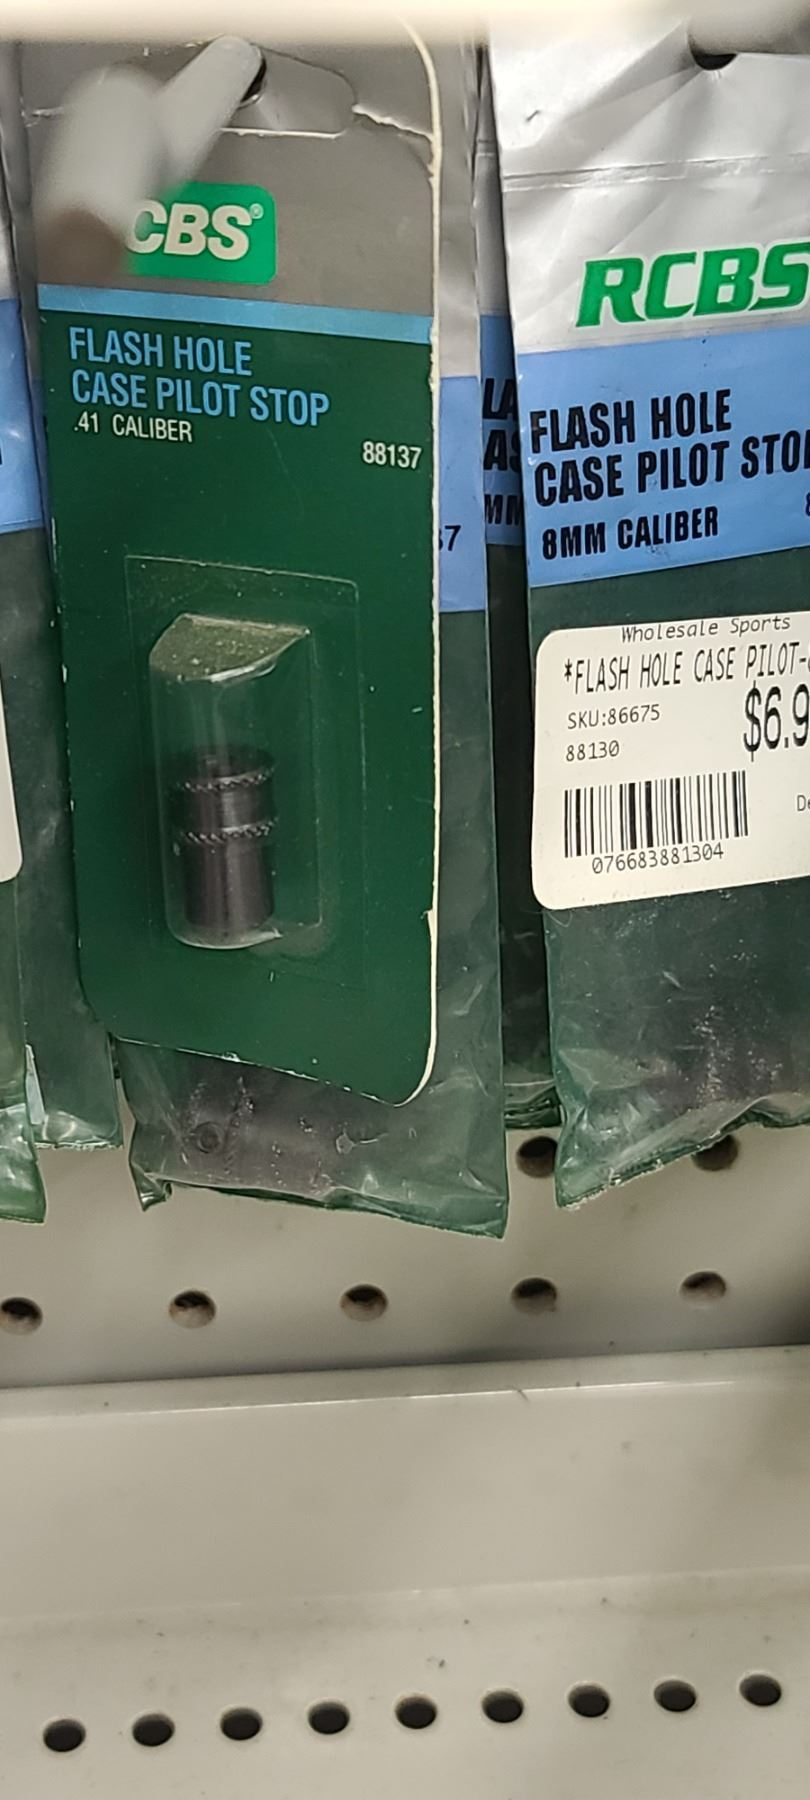 CBS®
FLASH HOLE
CASE PILOT STOP
.41 CALIBER
88137
RCBS
FLASH HOLE
CASE PILOT STO
8MM CALIBER
Wholesale Sports
*FLASH HOLE CASE PILOT-
SKU:86675
$6.9
88130
076683881304